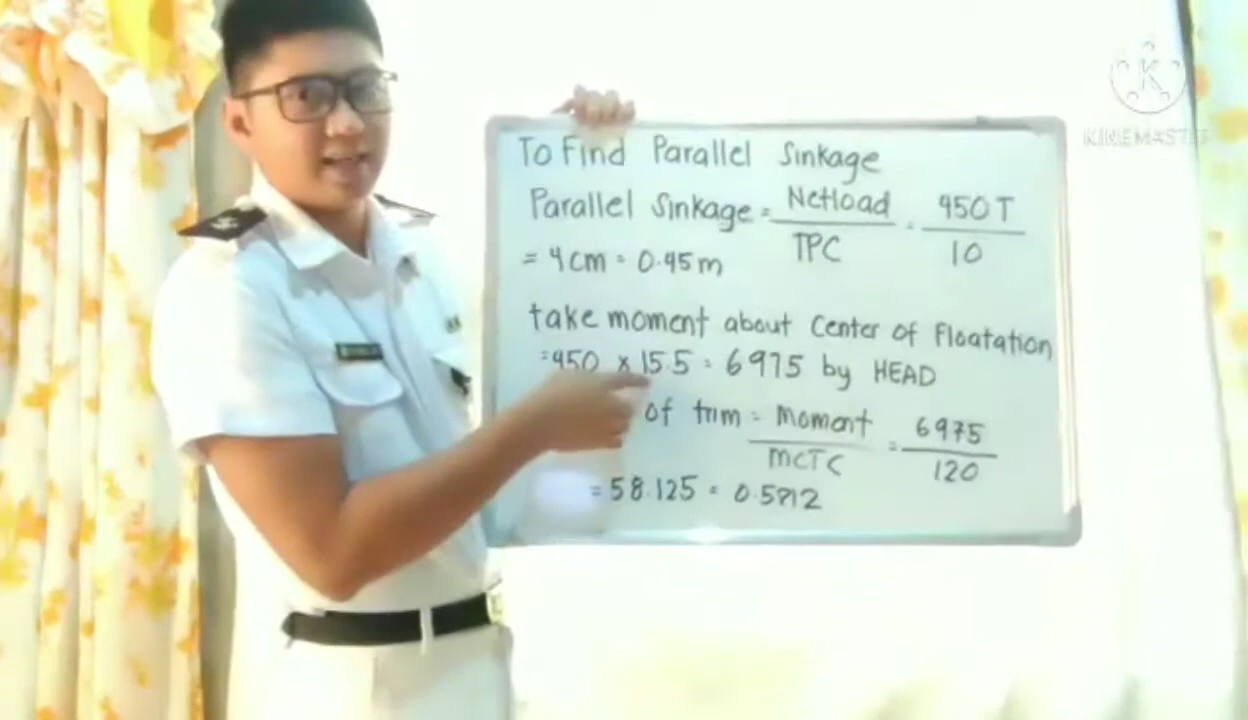 To Find Parallel Sinkage
Parallel Sinkage = Netload / TPC = 450T / 10
= 4cm = 0.45m
take moment about Center of Floatation
= 450 x 15.5 = 6975 by HEAD
of trim = Moment / MCTC = 6975 / 120
= 58.125 = 0.5812
KINEMASTER